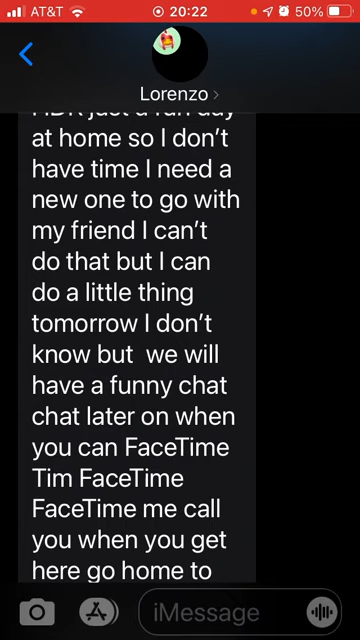 AT&T 20:22 50%
Lorenzo >
just a fun day
at home so I don't
have time I need a
new one to go with
my friend I can't
do that but I can
do a little thing
tomorrow I don't
know but we will
have a funny chat
chat later on when
you can FaceTime
Tim FaceTime
FaceTime me call
you when you get
here go home to
iMessage